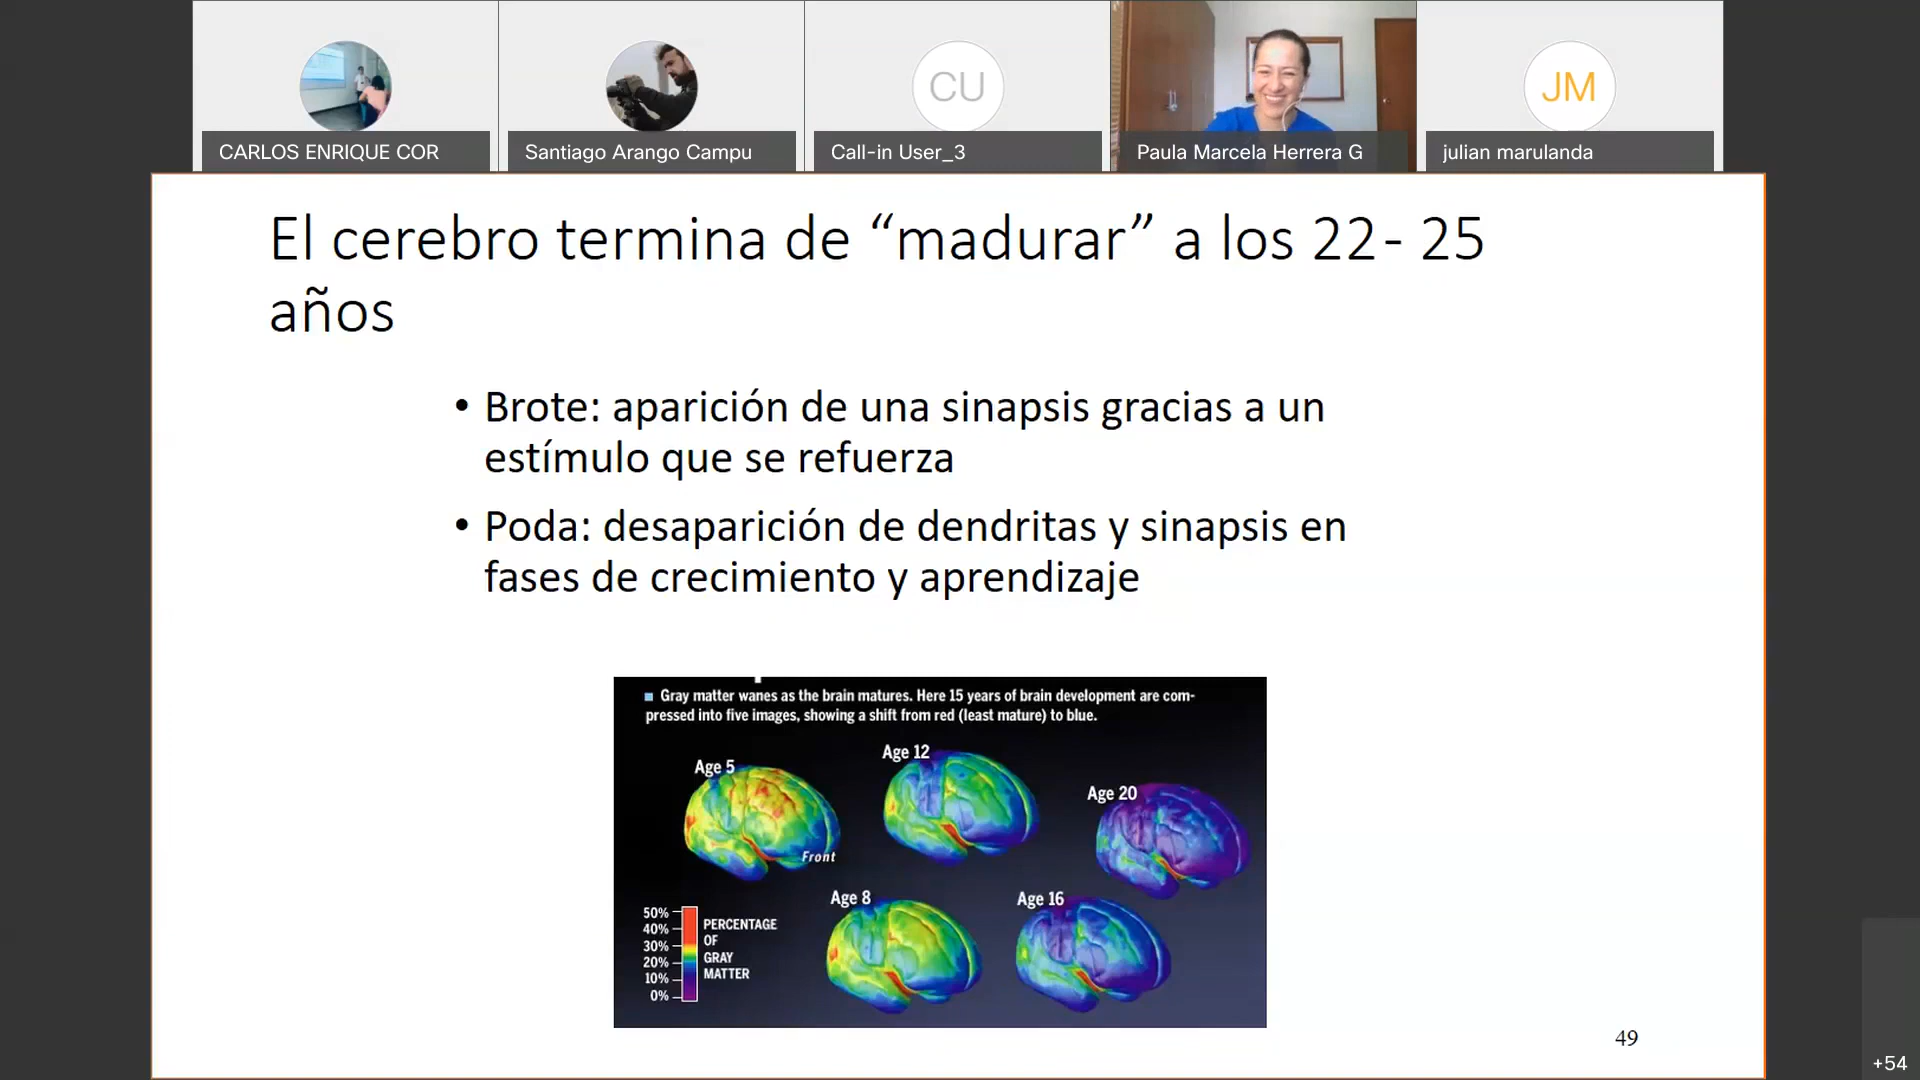 CU
JM
CARLOS ENRIQUE COR
Santiago Arango Campu
Call-in User_3
Paula Marcela Herrera G
julian marulanda
El cerebro termina de “madurar” a los 22- 25
años
• Brote: aparición de una sinapsis gracias a un
estímulo que se refuerza
• Poda: desaparición de dendritas y sinapsis en
fases de crecimiento y aprendizaje
Gray matter wanes as the brain matures. Here 15 years of brain development are com-
pressed into five images, showing a shift from red (least mature) to blue.
Age 5
Age 12
Age 20
Front
Age 8
Age 16
50%
40%
30%
20%
10%
0%
PERCENTAGE
OF
GRAY
MATTER
49
+54